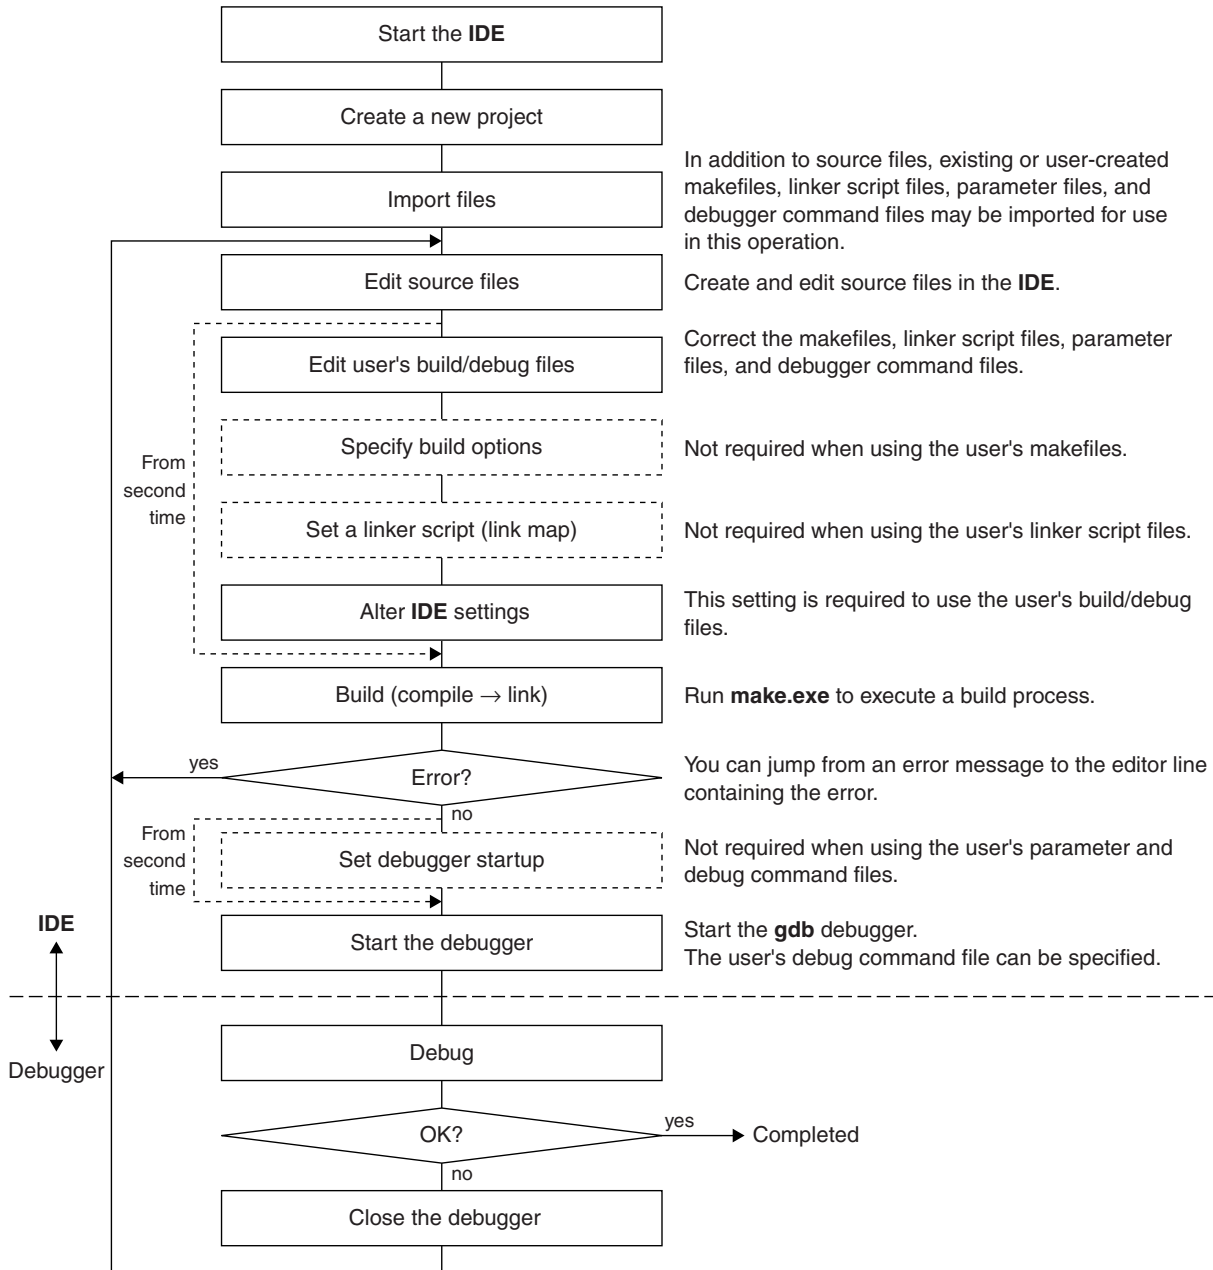 Start the IDE
Create a new project
Import files
In addition to source files, existing or user-created
makefiles, linker script files, parameter files, and
debugger command files may be imported for use
in this operation.
Edit source files
Create and edit source files in the IDE.
Edit user's build/debug files
Correct the makefiles, linker script files, parameter
files, and debugger command files.
Specify build options
Not required when using the user's makefiles.
From
second
time
Set a linker script (link map)
Not required when using the user's linker script files.
Alter IDE settings
This setting is required to use the user's build/debug
files.
Build (compile → link)
Run make.exe to execute a build process.
yes
Error?
no
You can jump from an error message to the editor line
containing the error.
From
second
time
Set debugger startup
Not required when using the user's parameter and
debug command files.
IDE
Start the debugger
Start the gdb debugger.
The user's debug command file can be specified.
Debugger
Debug
OK?
yes
Completed
no
Close the debugger